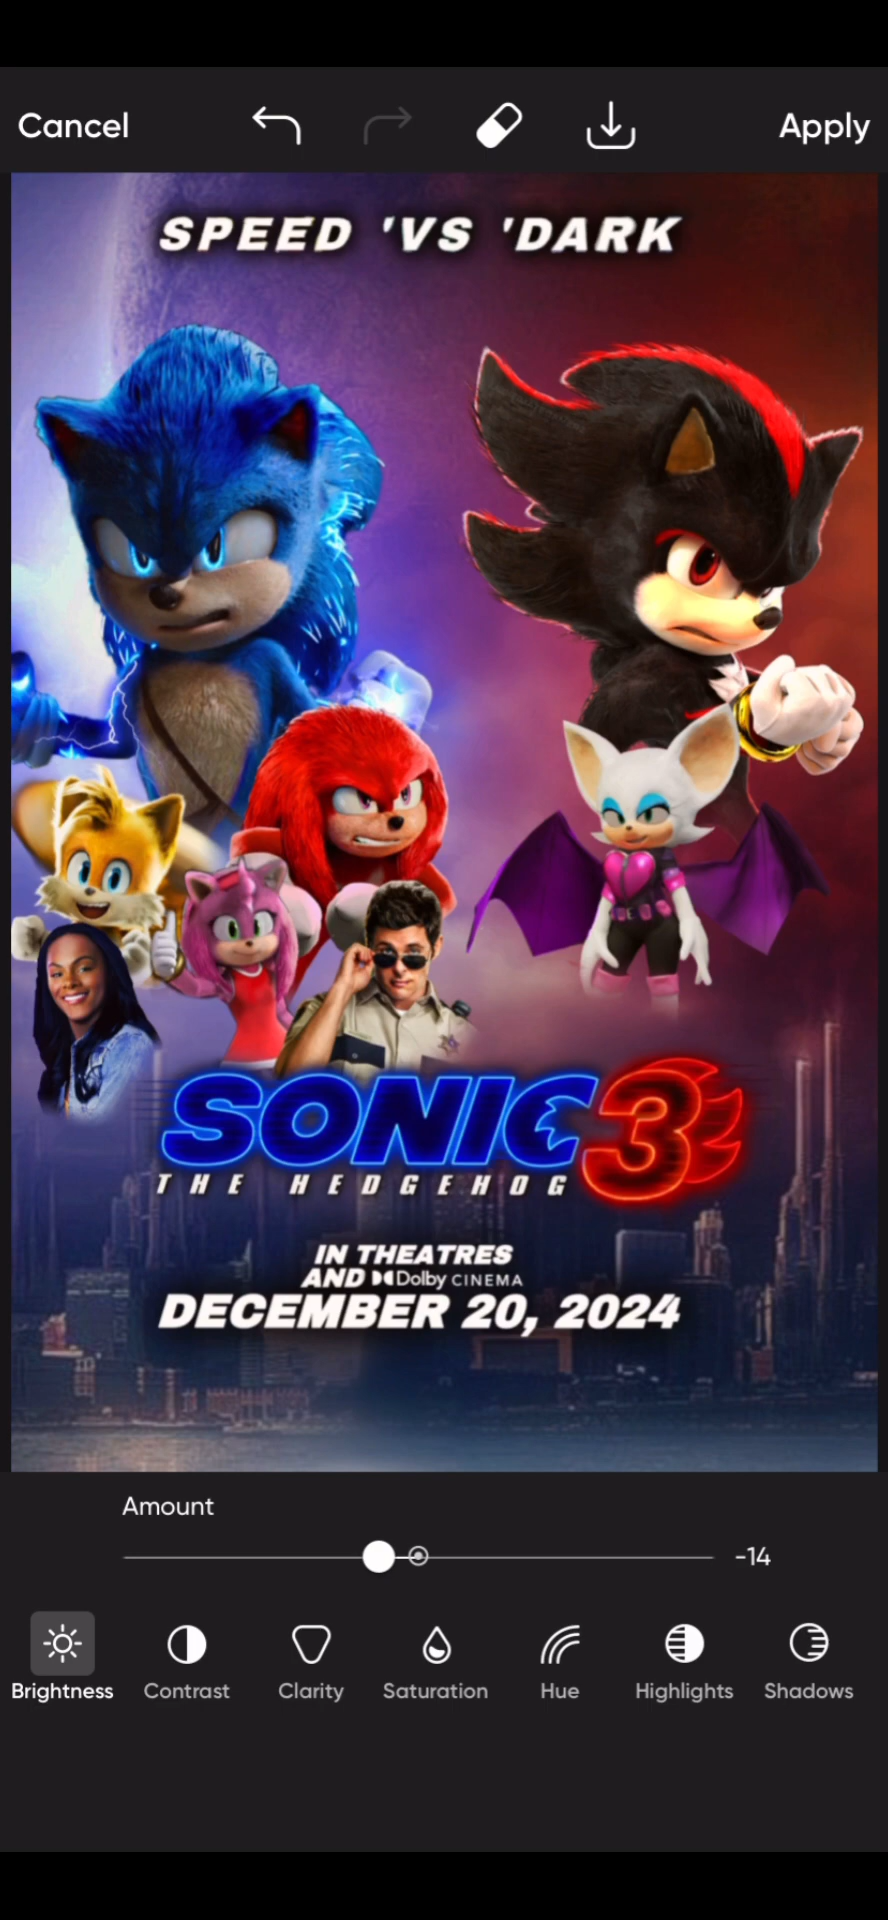 Cancel
Apply
SPEED 'VS 'DARK
SONIC 3
THE HEDGEHOG
IN THEATRES
AND Dolby CINEMA
DECEMBER 20, 2024
Amount
-14
Brightness Contrast Clarity Saturation Hue Highlights Shadows